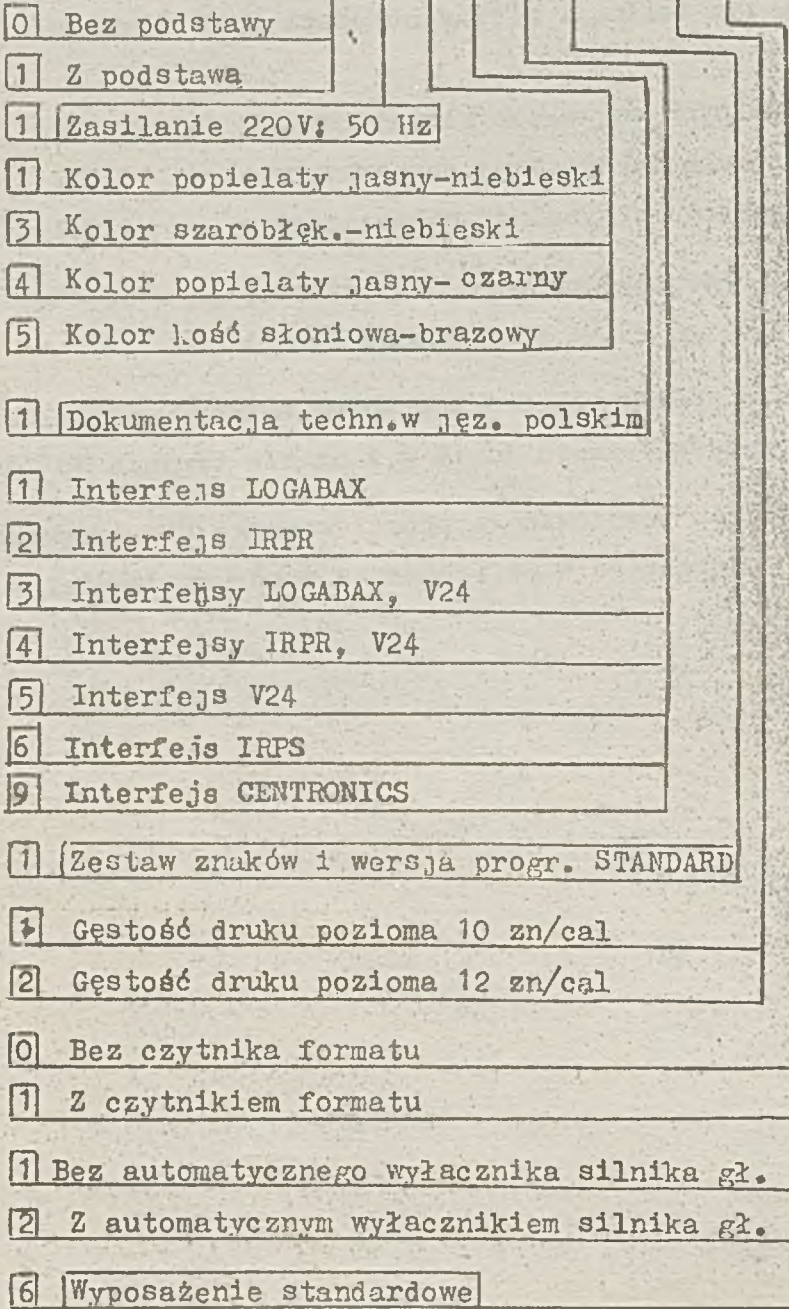 0 Bez podstawy
1 Z podstawą
1 Zasilanie 220V; 50 Hz
1 Kolor popielaty jasny-niebieski
3 Kolor szarobłęk.-niebieski
4 Kolor popielaty jasny-czarny
5 Kolor kość słoniowa-brązowy
1 Dokumentacja techn.w jęz. polskim
1 Interfejs LOGABAX
2 Interfejs IRPR
3 Interfejsy LOGABAX, V24
4 Interfejsy IRPR, V24
5 Interfejs V24
6 Interfejs IRPS
9 Interfejs CENTRONICS
1 Zestaw znaków i wersja progr. STANDARD
1 Gęstość druku pozioma 10 zn/cal
2 Gęstość druku pozioma 12 zn/cal
0 Bez czytnika formatu
1 Z czytnikiem formatu
1 Bez automatycznego wyłącznika silnika gł.
2 Z automatycznym wyłącznikiem silnika gł.
6 Wyposażenie standardowe